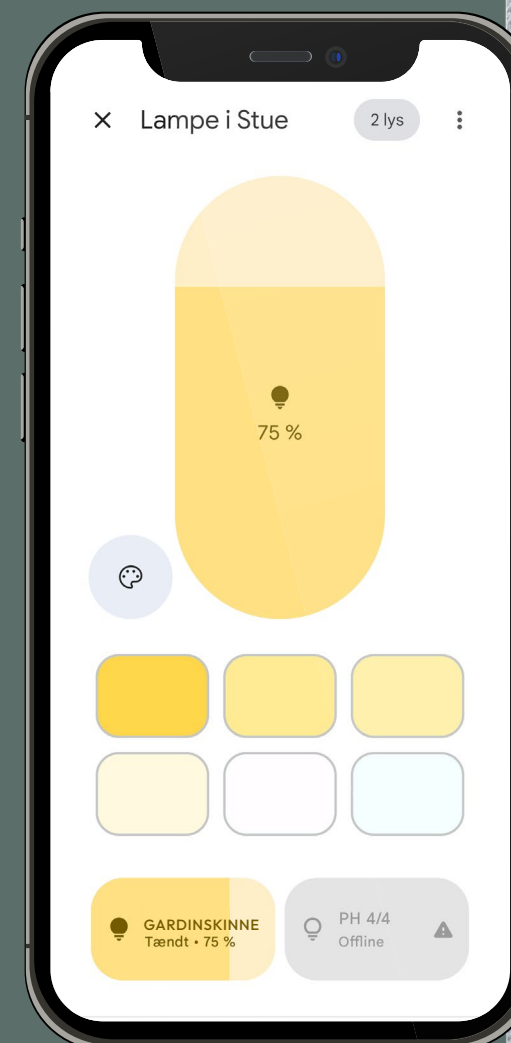 Lampe i Stue
2 lys
75 %
GARDINSKINNE
Tændt • 75 %
PH 4/4
Offline